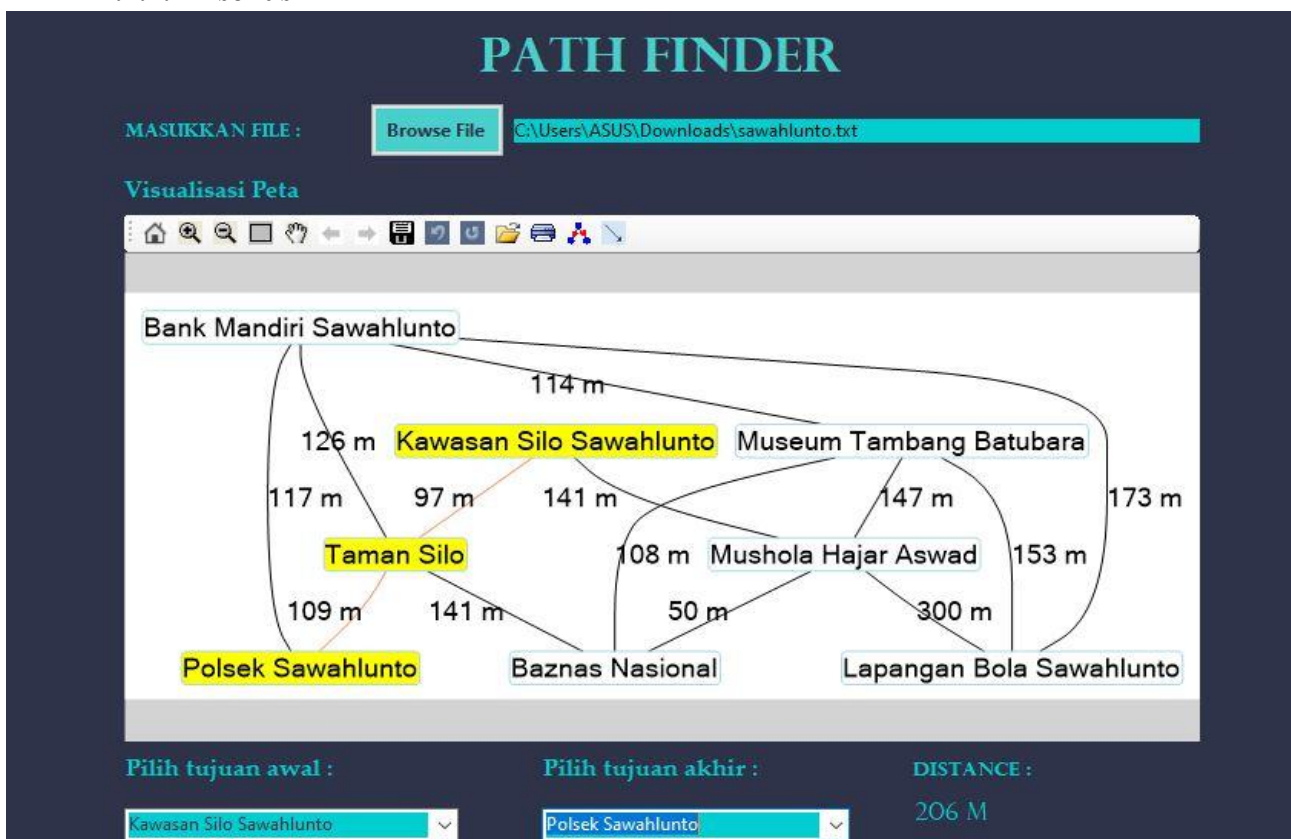 PATH FINDER
MASUKKAN FILE :
Browse File
C:\Users\ASUS\Downloads\sawahlunto.txt
Visualisasi Peta
Bank Mandiri Sawahlunto
114 m
126 m
Kawasan Silo Sawahlunto
Museum Tambang Batubara
117 m
97 m
141 m
147 m
173 m
Taman Silo
108 m
Mushola Hajar Aswad
153 m
109 m
141 m
50 m
300 m
Polsek Sawahlunto
Baznas Nasional
Lapangan Bola Sawahlunto
Pilih tujuan awal :
Pilih tujuan akhir :
DISTANCE :
Kawasan Silo Sawahlunto
Polsek Sawahlunto
206 M